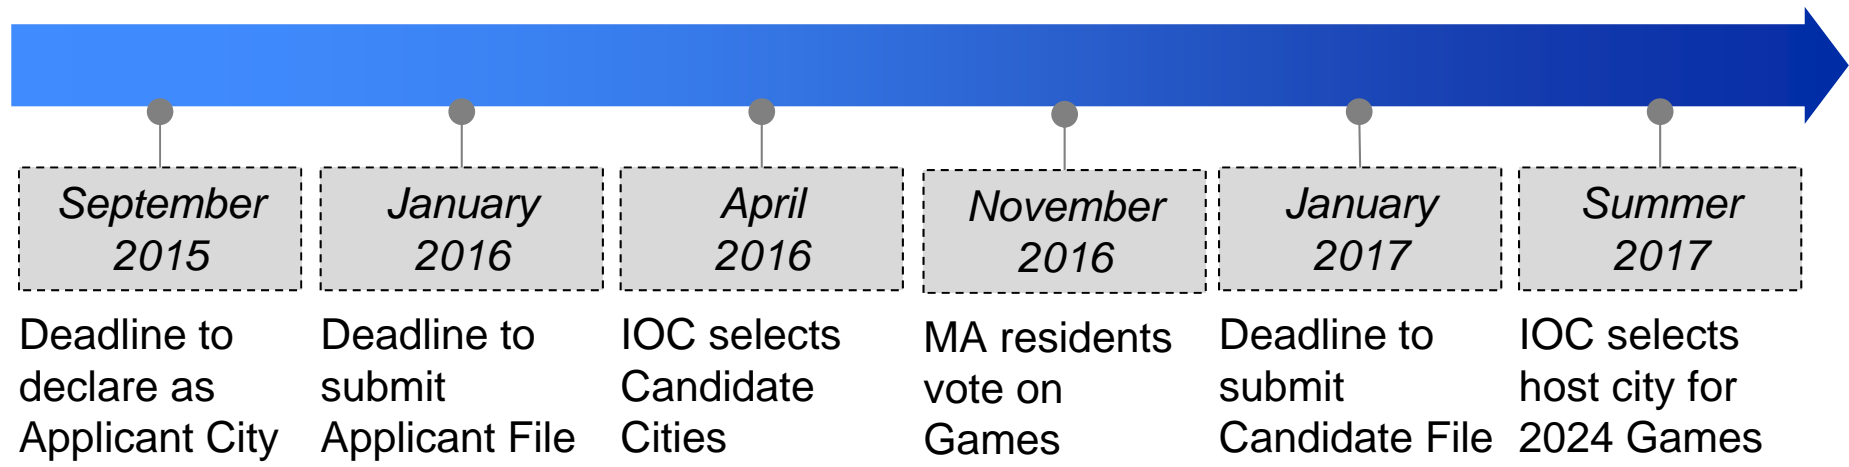 September
2015
Deadline to
declare as
Applicant City
January
2016
Deadline to
submit
Applicant File
April
2016
IOC selects
Candidate
Cities
November
2016
MA residents
vote on
Games
January
2017
Deadline to
submit
Candidate File
Summer
2017
IOC selects
host city for
2024 Games